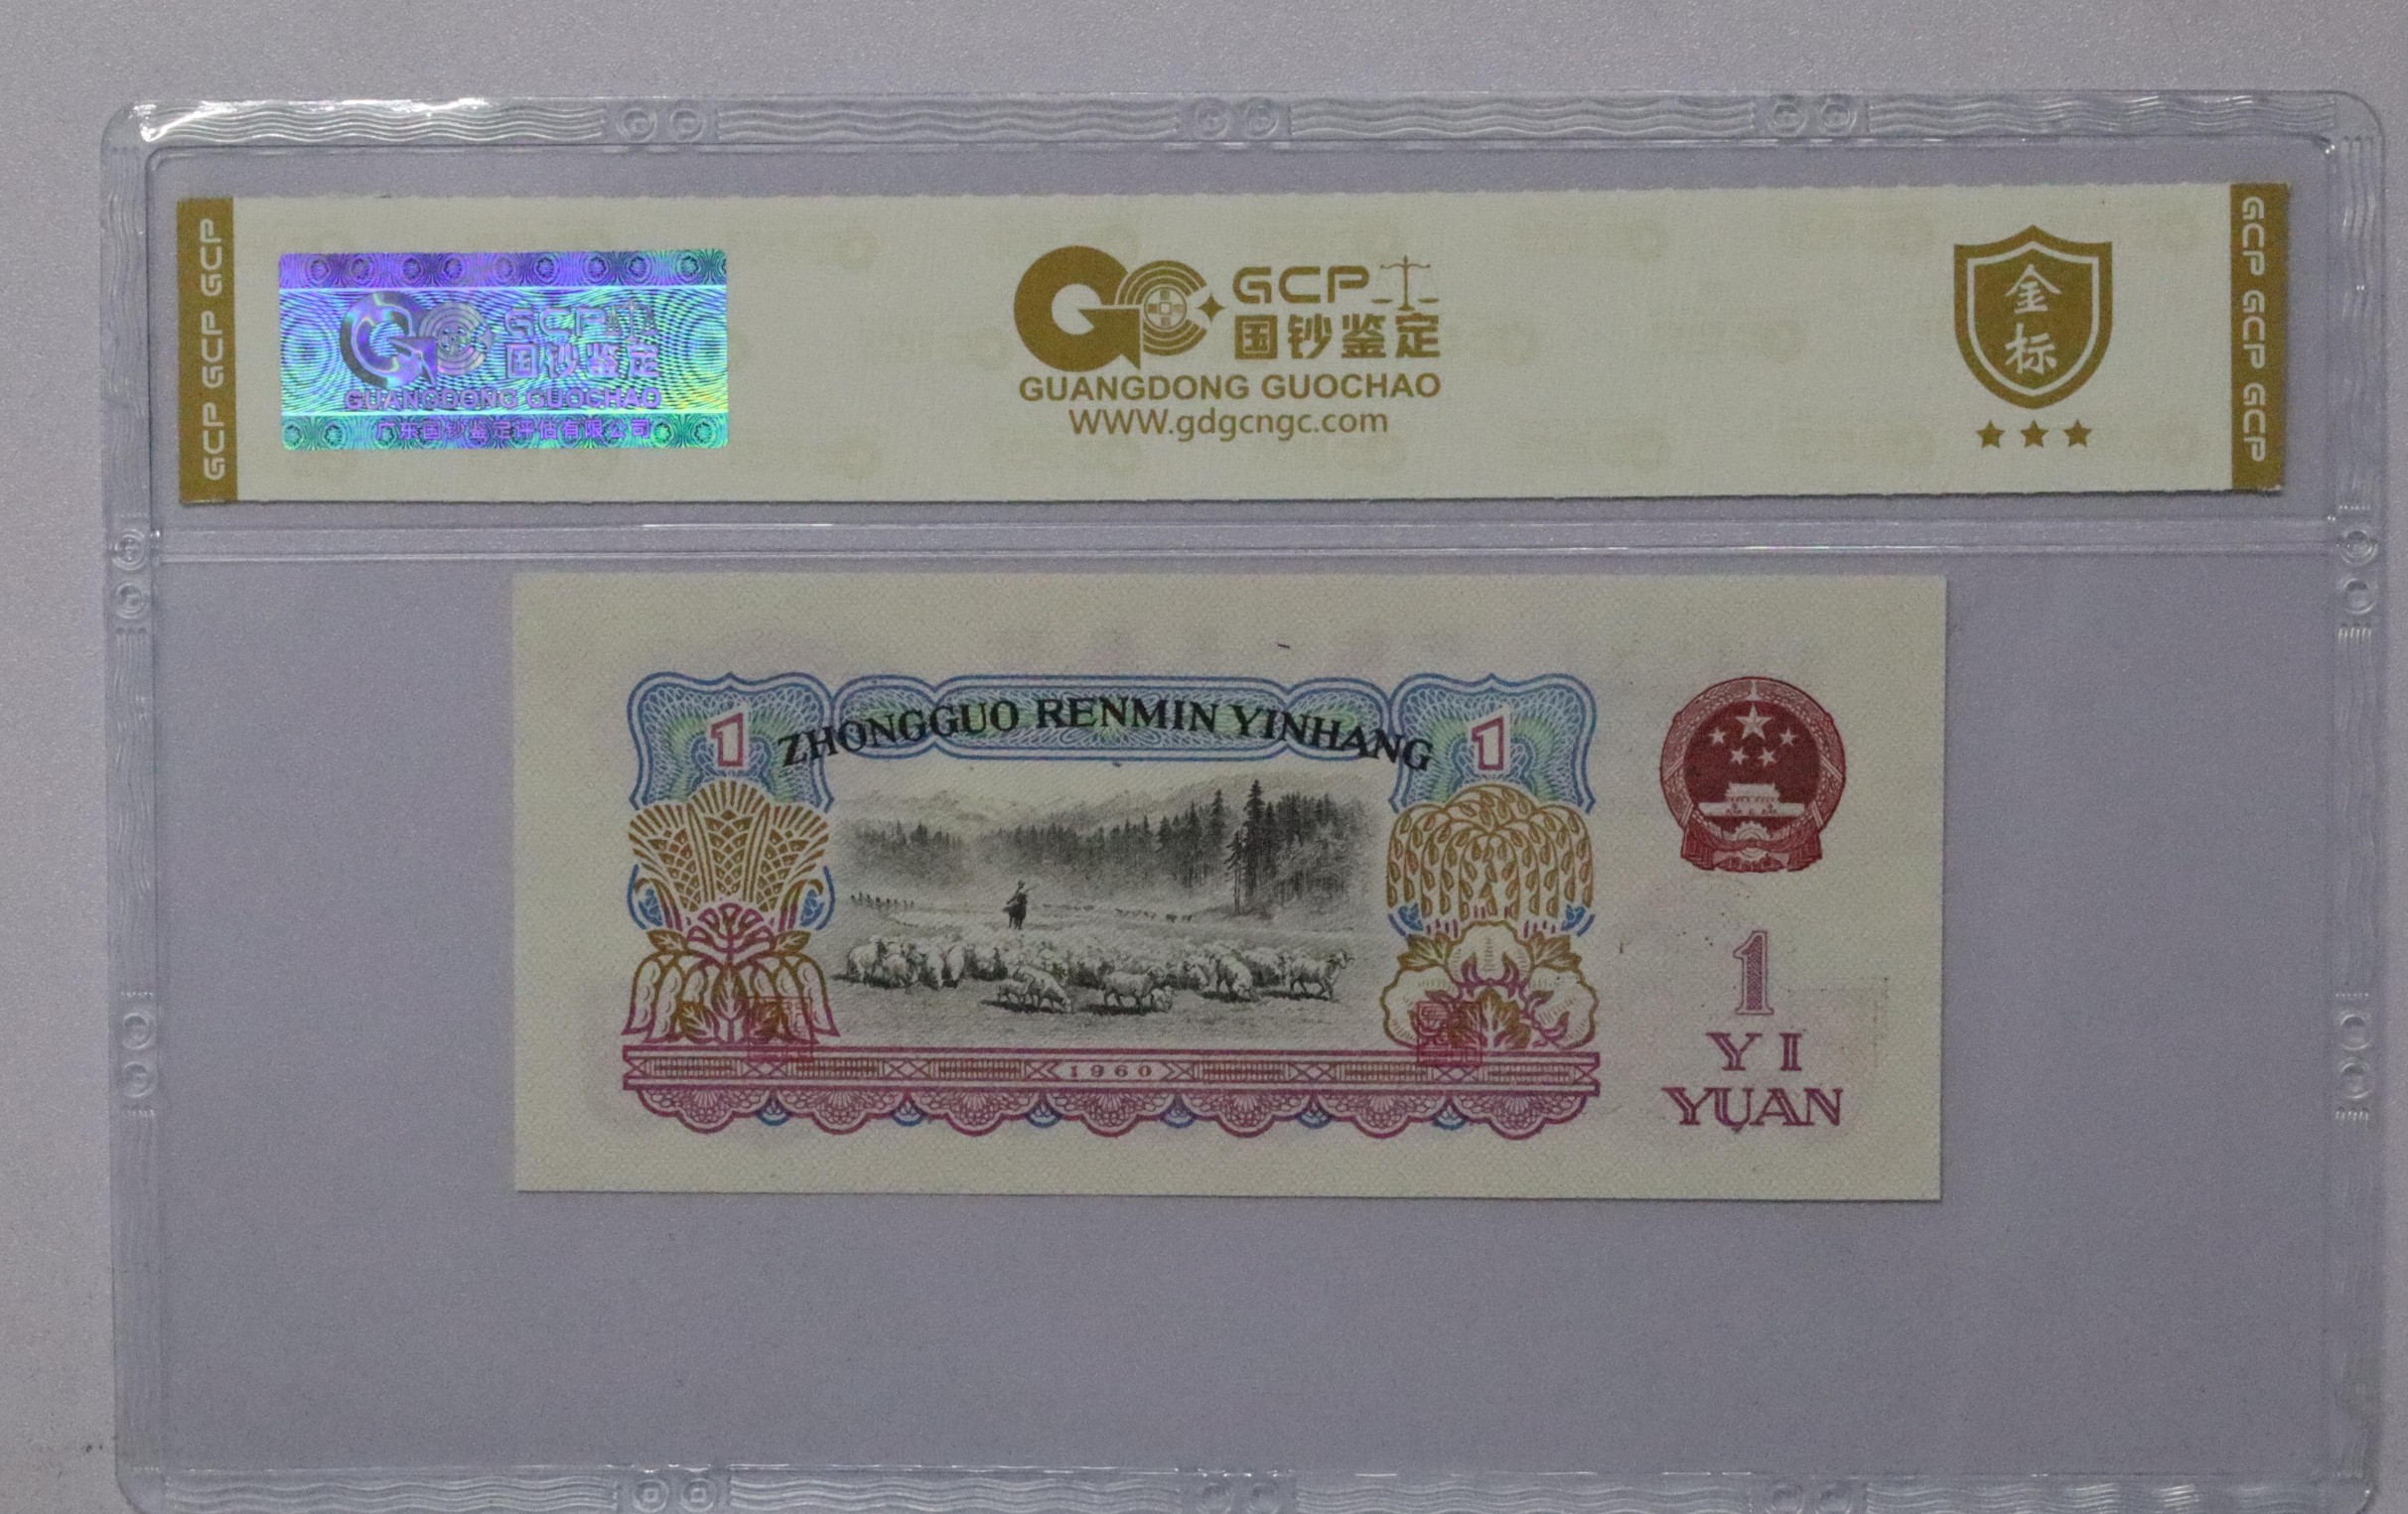 GCP GCP GCP
GCP
国钞鉴定
GUANGDONG GUOCHAO
广东国钞鉴定评估有限公司
GCP
国钞鉴定
GUANGDONG GUOCHAO
WWW.gdgcngc.com
金
标
GCP GCP GCP
ZHONGGUO RENMIN YINHANG
1
1
1960
1
YI
YUAN